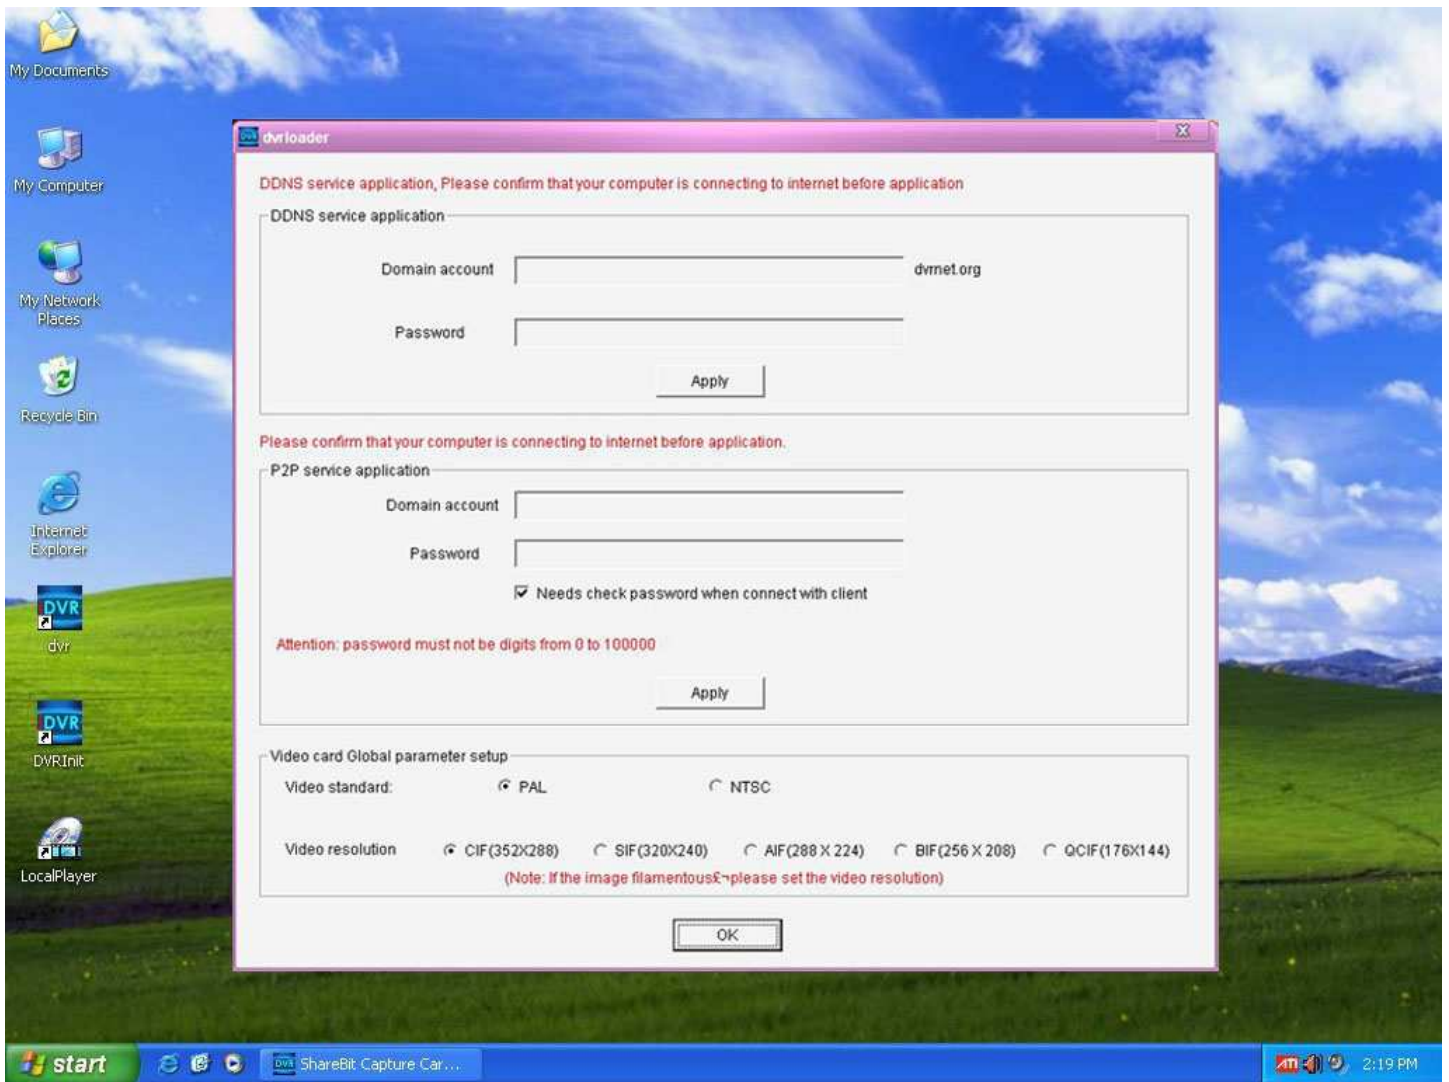 My Documents
My Computer
My Network
Places
Recycle Bin
Internet
Explorer
DVR
dvr
DVR
DVRInit
LocalPlayer
DVR dvrloader
DDNS service application, Please confirm that your computer is connecting to internet before application
DDNS service application
Domain account dvrnet.org
Password
Apply
Please confirm that your computer is connecting to internet before application.
P2P service application
Domain account
Password
Needs check password when connect with client
Attention: password must not be digits from 0 to 100000
Apply
Video card Global parameter setup
Video standard: PAL NTSC
Video resolution CIF(352X288) SIF(320X240) AIF(288 X 224) BIF(256 X 208) QCIF(176X144)
(Note: If the image filamentous£¬please set the video resolution)
OK
start DVR ShareBit Capture Car... ATI 2:19 PM